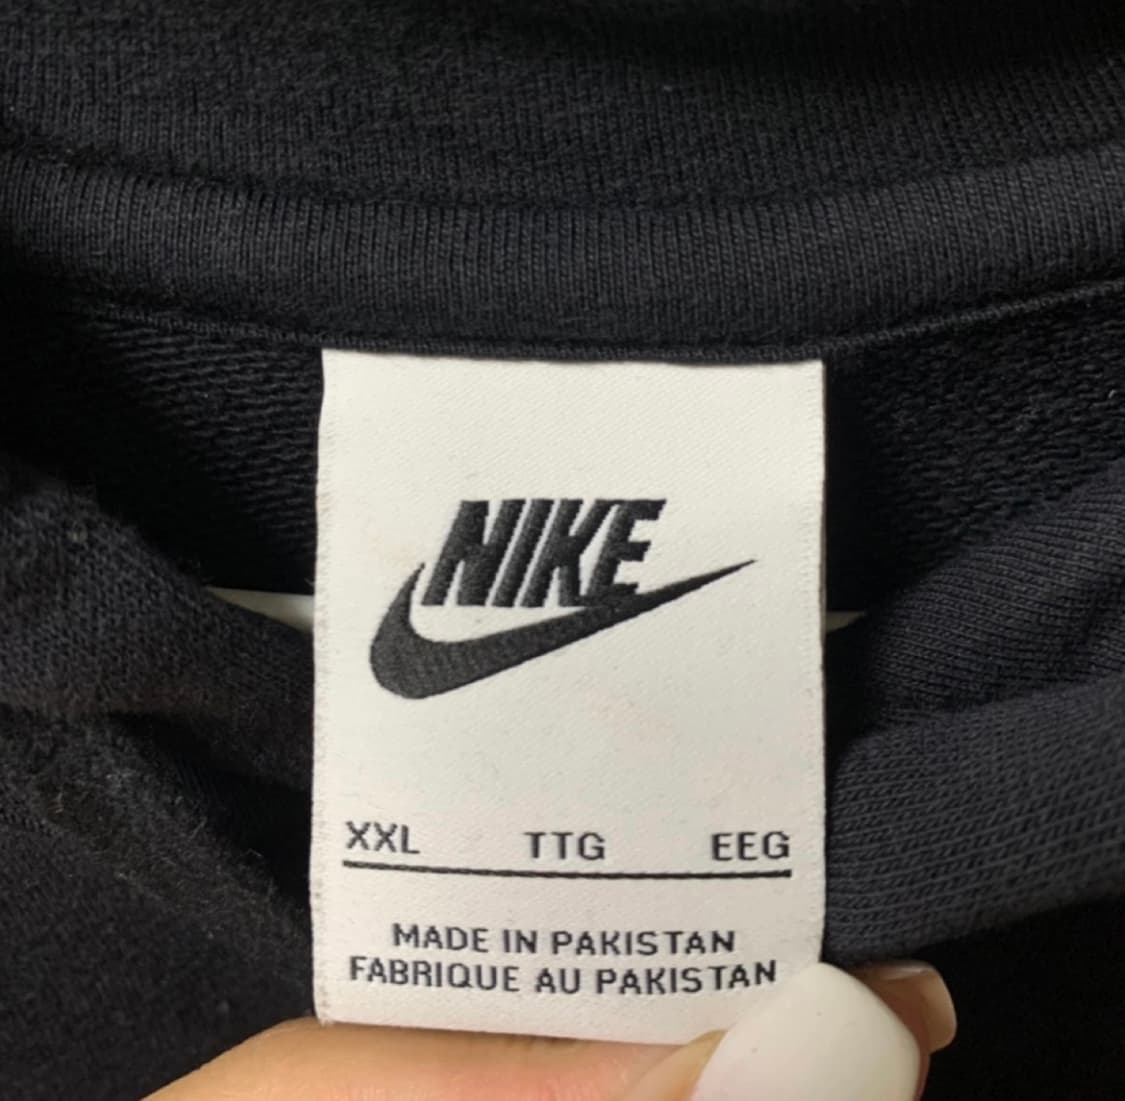 NIKE
XXL TTG EEG
MADE IN PAKISTAN
FABRIQUE AU PAKISTAN